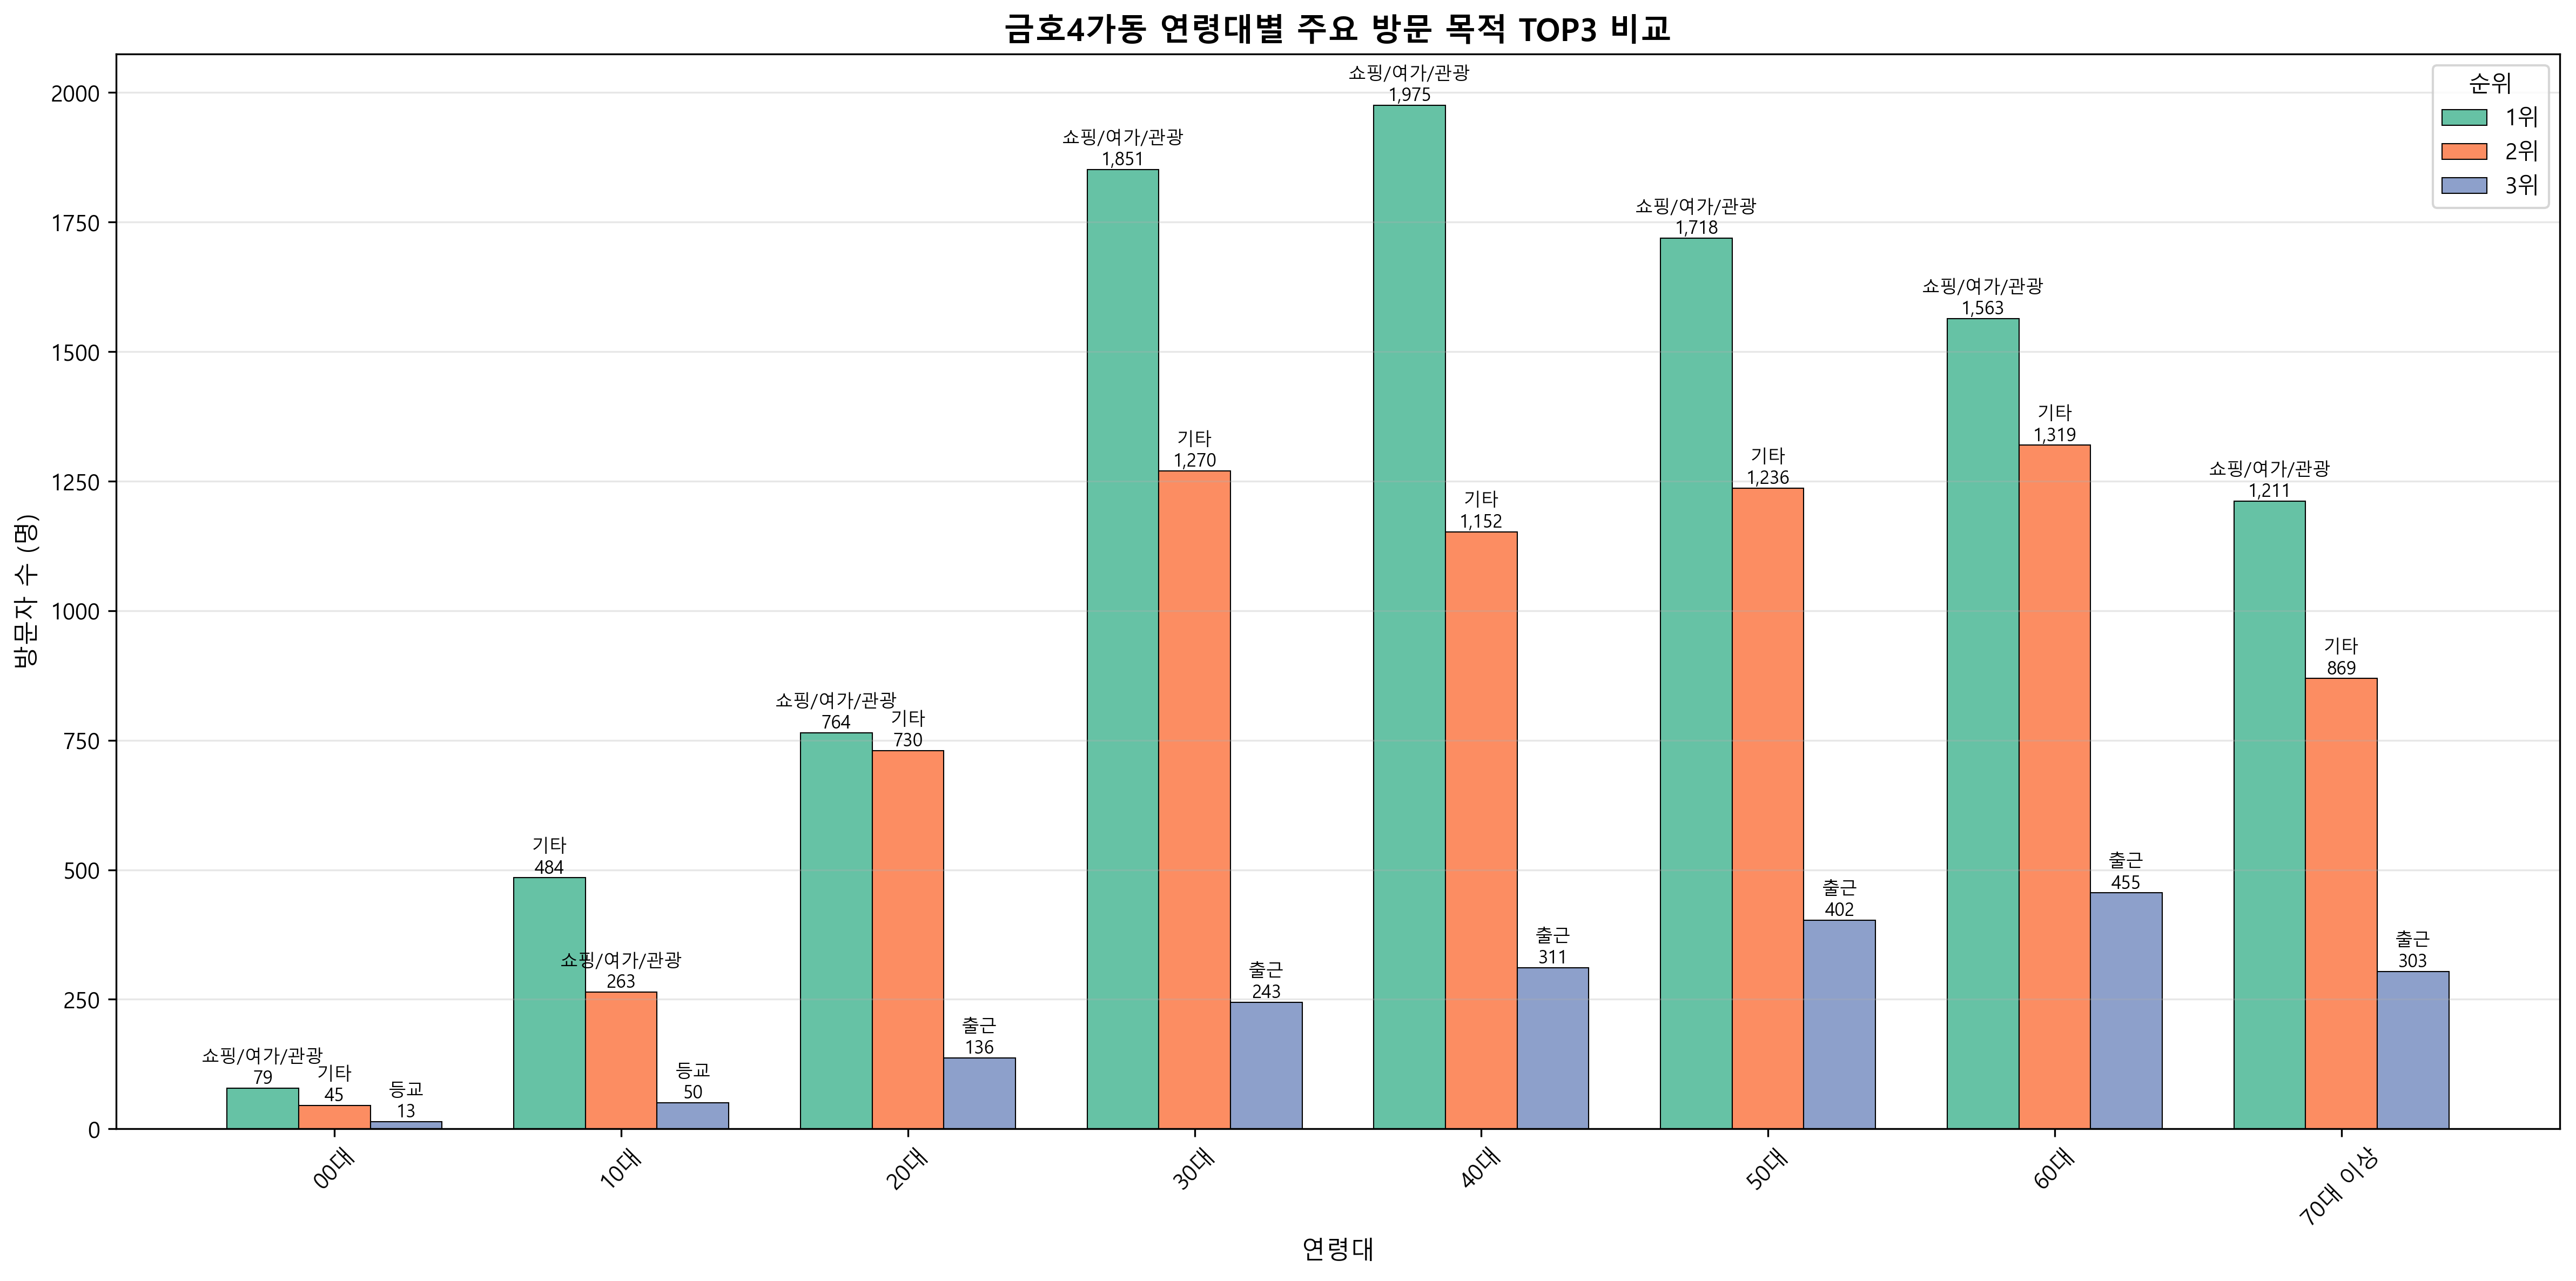 금호4가동 연령대별 주요 방문 목적 TOP3 비교
순위
1위
2위
3위
방문자 수 (명)
2000
1750
1500
1250
1000
750
500
250
0
쇼핑/여가/관광
79
기타
45
등교
13
기타
484
쇼핑/여가/관광
263
등교
50
쇼핑/여가/관광
764
기타
730
출근
136
쇼핑/여가/관광
1,851
기타
1,270
출근
243
쇼핑/여가/관광
1,975
기타
1,152
출근
311
쇼핑/여가/관광
1,718
기타
1,236
출근
402
쇼핑/여가/관광
1,563
기타
1,319
출근
455
쇼핑/여가/관광
1,211
기타
869
출근
303
00대
10대
20대
30대
40대
50대
60대
70대 이상
연령대